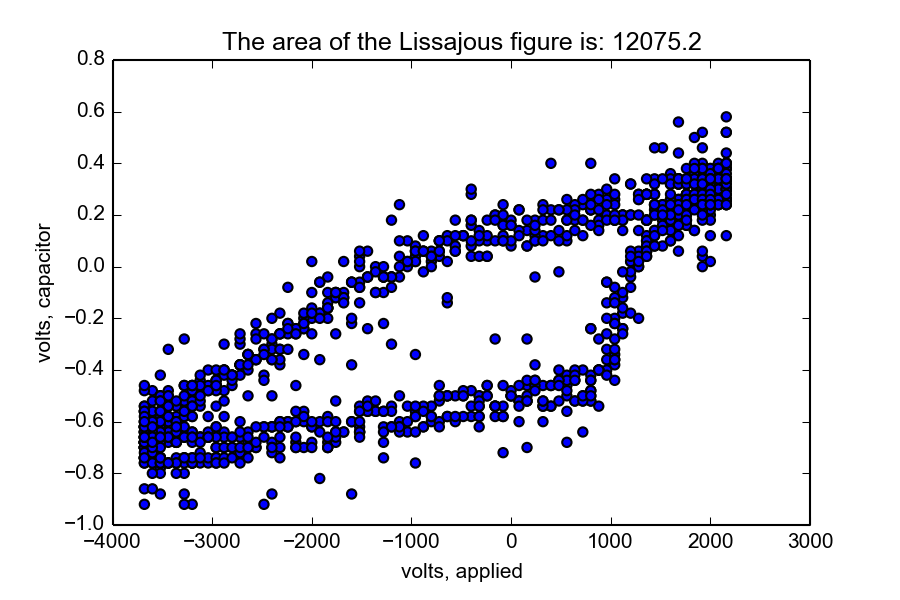 The area of the Lissajous figure is: 12075.2
0.8
0.6
0.4
0.2
0.0
−0.2
−0.4
−0.6
−0.8
−1.0
volts, capacitor
−4000 −3000 −2000 −1000 0 1000 2000 3000
volts, applied